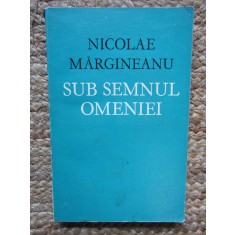 NICOLAE
MĂRGINEANU
SUB SEMNUL
OMENIEI